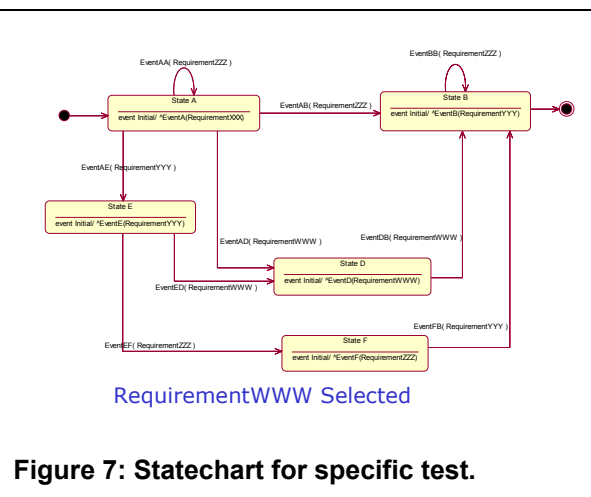 EventAA( RequirementZZZ )
EventBB( RequirementZZZ )
State A
event Initial/ ^EventA(RequirementXXX)
EventAB( RequirementZZZ )
State B
event Initial/ ^EventB(RequirementYYY)
EventAE( RequirementYYY )
State E
event Initial/ ^EventE(RequirementYYY)
EventAD( RequirementWWW )
EventDB( RequirementWWW )
State D
event Initial/ ^EventD(RequirementWWW)
EventED( RequirementWWW )
EventFB( RequirementYYY )
EventEF( RequirementZZZ )
State F
event Initial/ ^EventF(RequirementZZZ)
RequirementWWW Selected
Figure 7: Statechart for specific test.